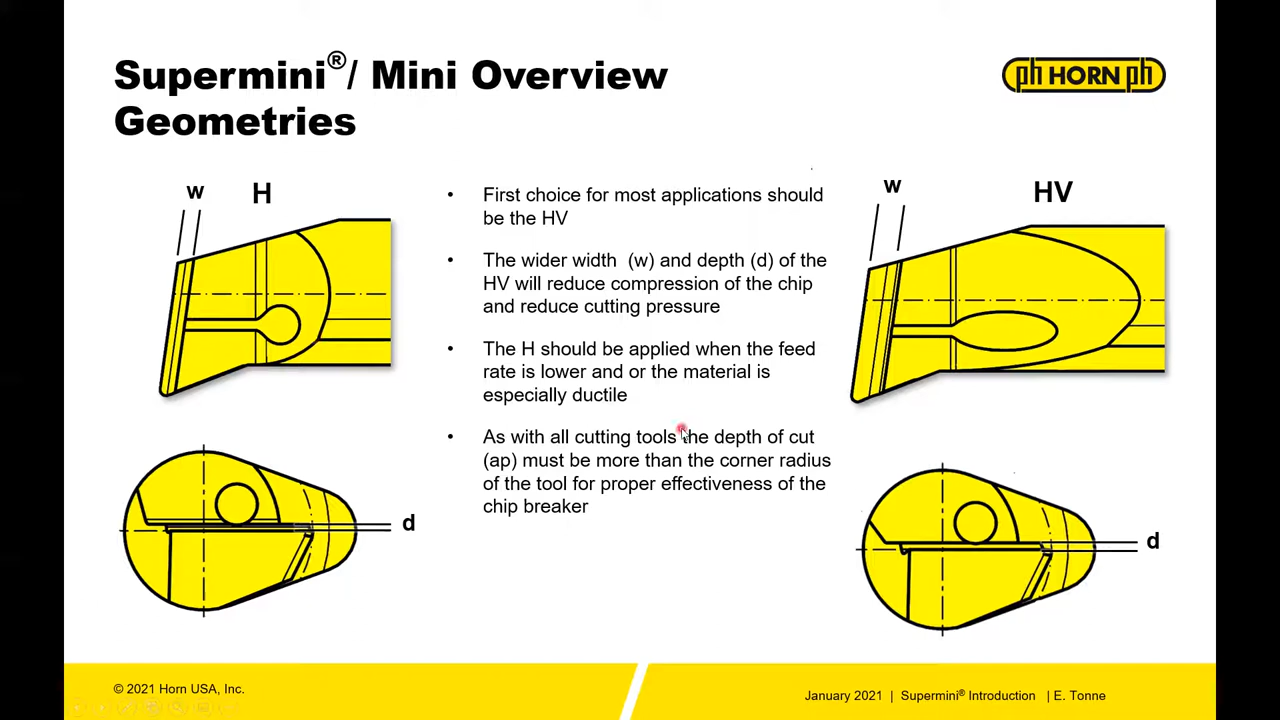 Supermini®/ Mini Overview
Geometries
ph HORN ph
w
H
w
HV
• First choice for most applications should
be the HV
• The wider width (w) and depth (d) of the
HV will reduce compression of the chip
and reduce cutting pressure
• The H should be applied when the feed
rate is lower and or the material is
especially ductile
• As with all cutting tools the depth of cut
(ap) must be more than the corner radius
of the tool for proper effectiveness of the
chip breaker
d
d
© 2021 Horn USA, Inc.
January 2021 | Supermini® Introduction | E. Tonne